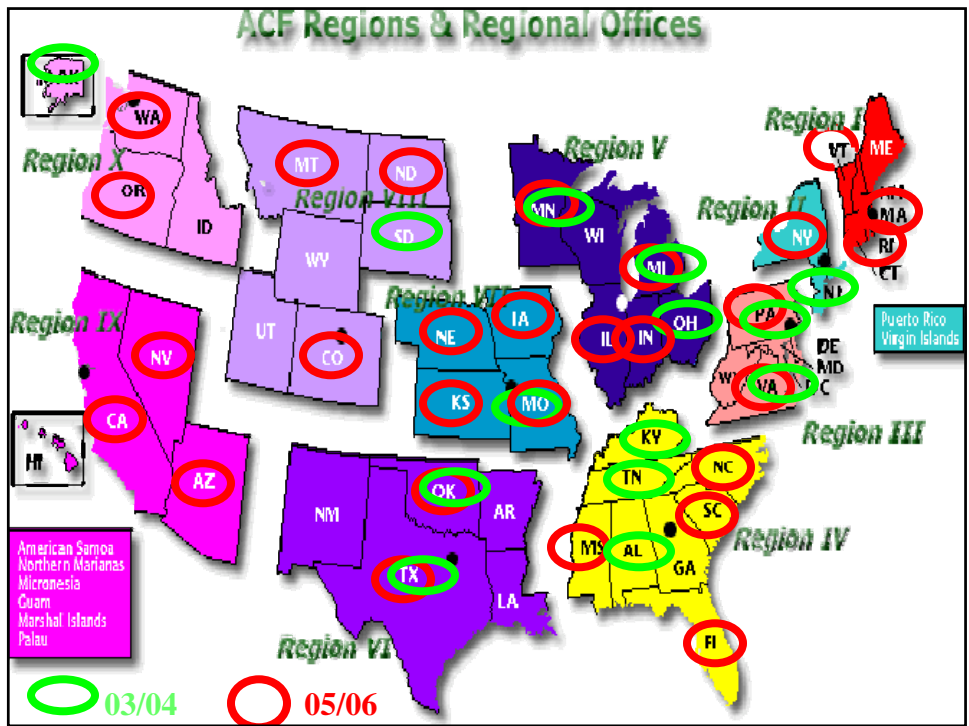 ACF Regions & Regional Offices
AK
WA
Region X
OR
ID
MT
ND
Region VIII
SD
WY
UT
CO
Region V
MN
WI
MI
IL
IN
OH
Region I
VT
ME
MA
RI
CT
Region II
NY
NJ
Puerto Rico
Virgin Islands
Region IX
NV
CA
AZ
HI
Region VII
NE
IA
KS
MO
PA
VA
DE
MD
Region III
KY
TN
NC
SC
MS
AL
GA
Region IV
FI
NM
OK
AR
TX
LA
Region VI
American Samoa
Northern Marianas
Micronesia
Guam
Marshal Islands
Palau
03/04
05/06